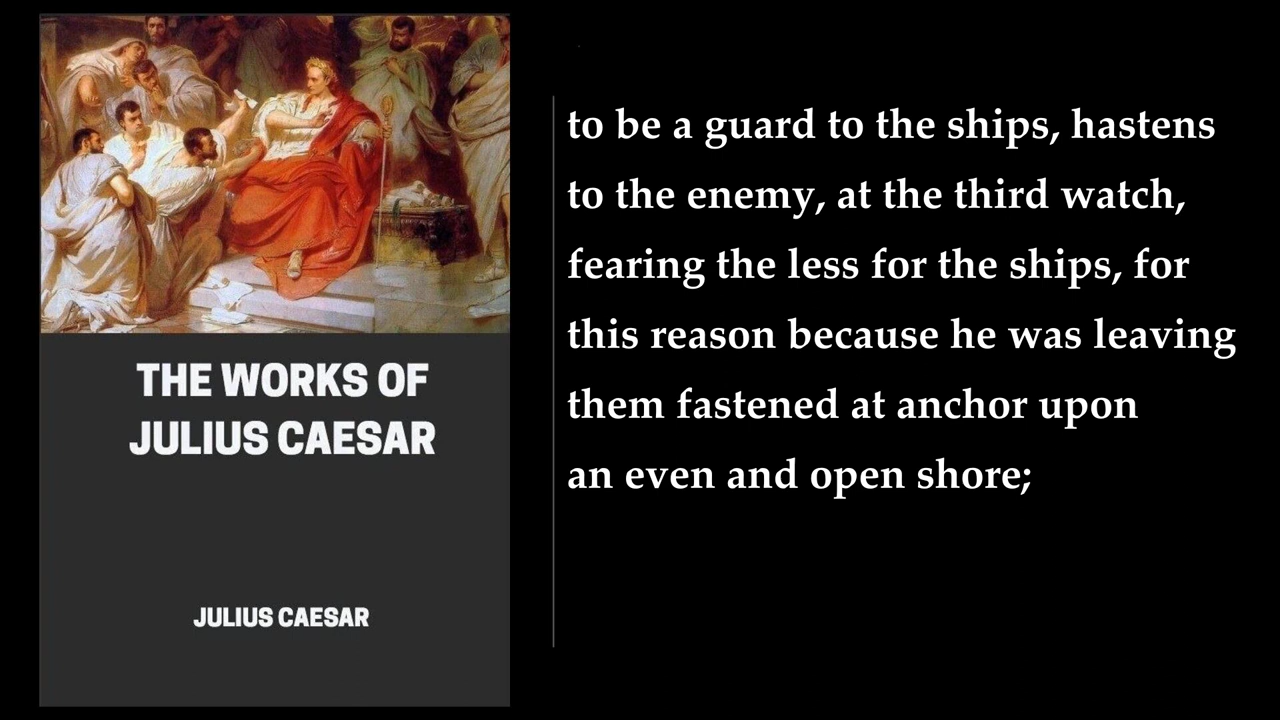 THE WORKS OF
JULIUS CAESAR
JULIUS CAESAR
to be a guard to the ships, hastens
to the enemy, at the third watch,
fearing the less for the ships, for
this reason because he was leaving
them fastened at anchor upon
an even and open shore;